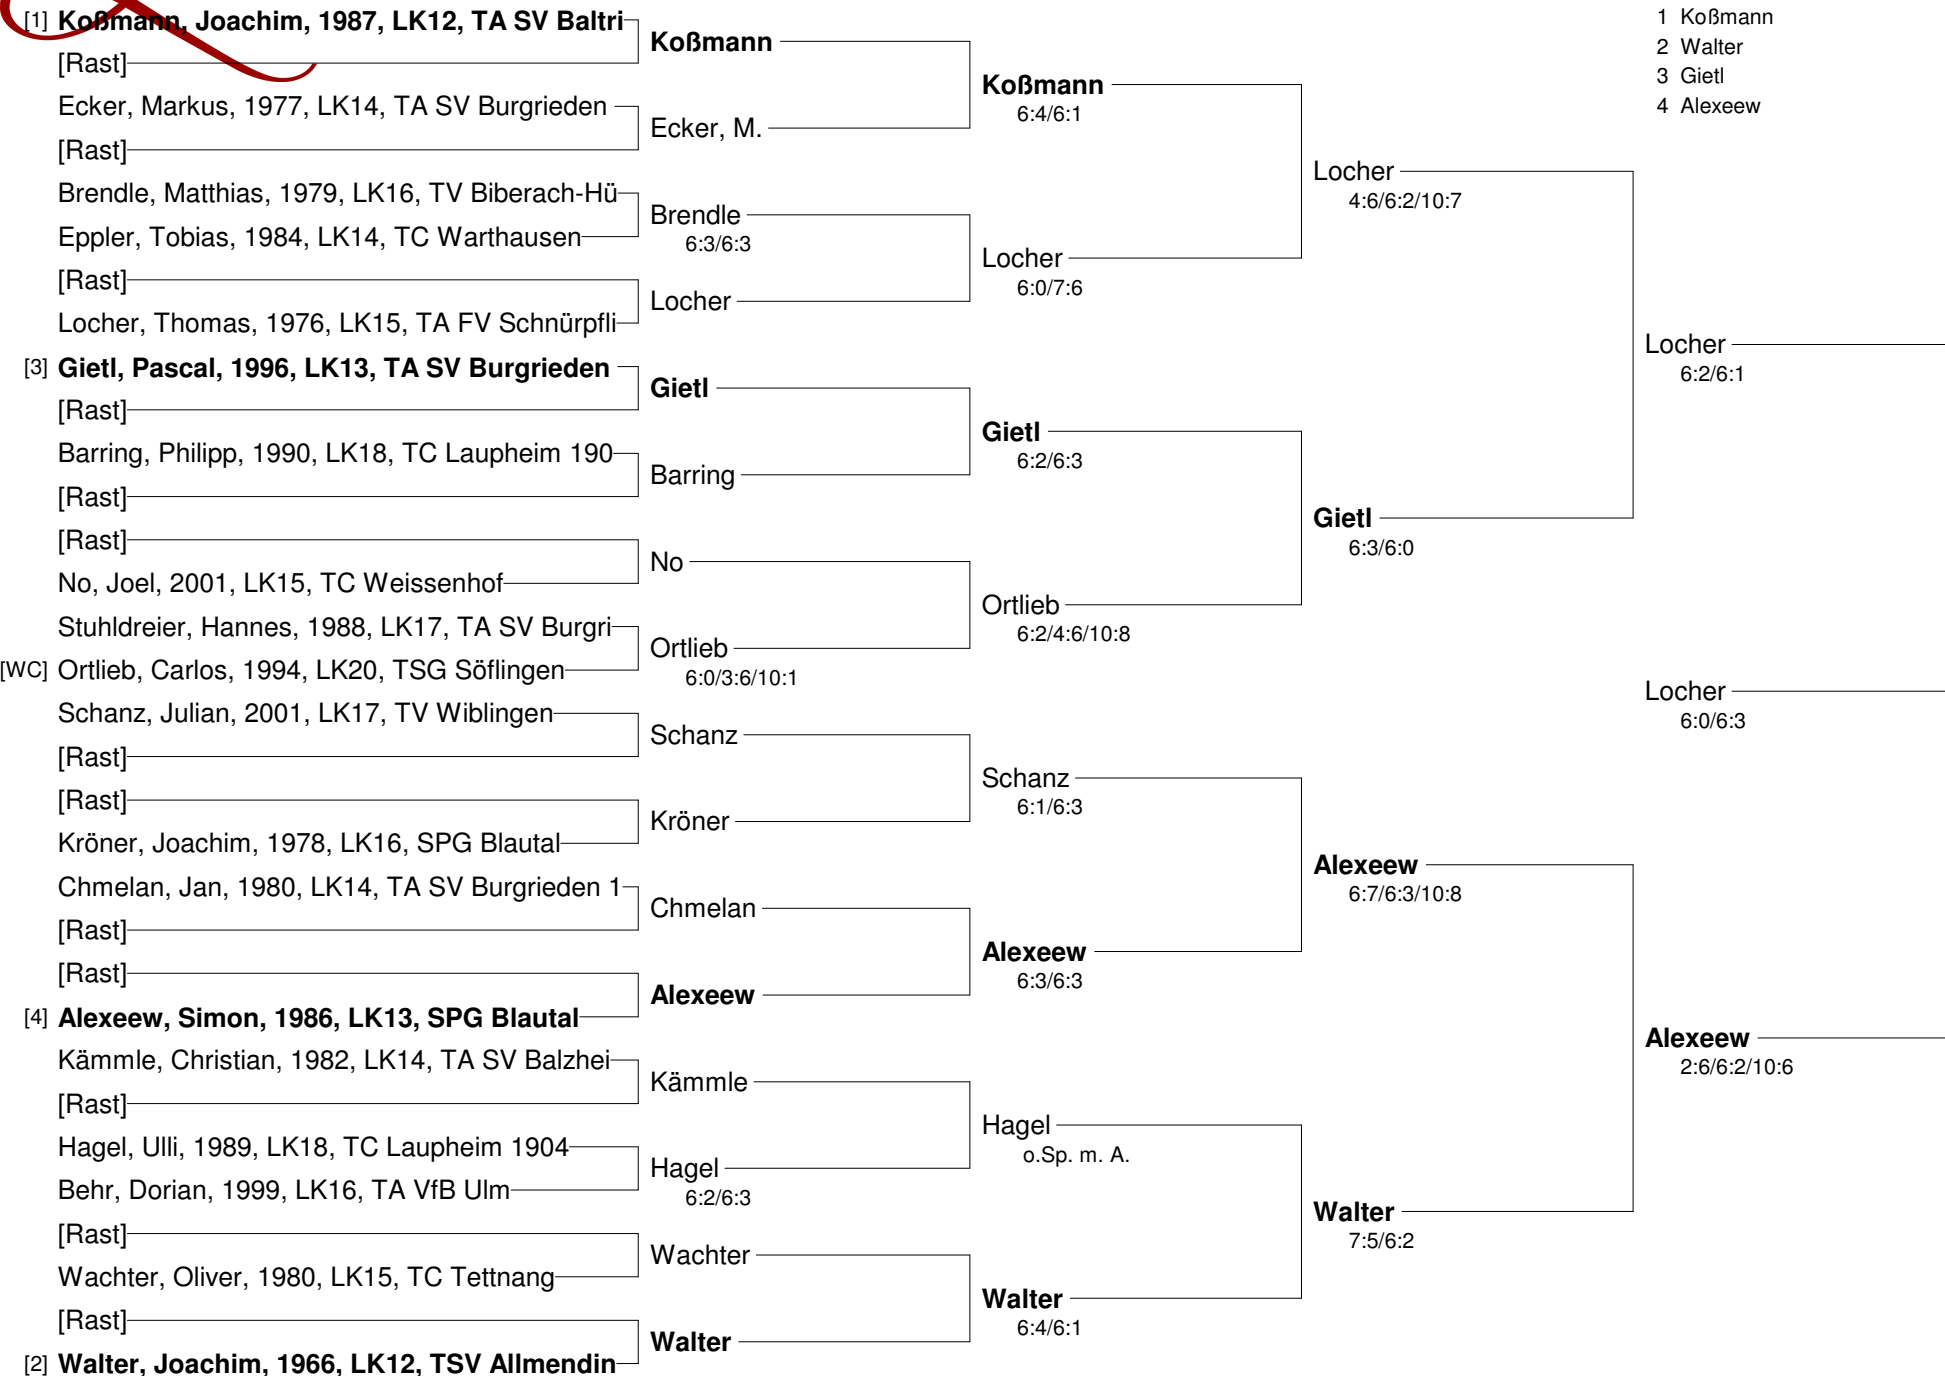 [1] Koßmann, Joachim, 1987, LK12, TA SV Baltri
[Rast]
Ecker, Markus, 1977, LK14, TA SV Burgrieden
[Rast]
Brendle, Matthias, 1979, LK16, TV Biberach-Hü
Eppler, Tobias, 1984, LK14, TC Warthausen
[Rast]
Locher, Thomas, 1976, LK15, TA FV Schnürpfli
[3] Gietl, Pascal, 1996, LK13, TA SV Burgrieden
[Rast]
Barring, Philipp, 1990, LK18, TC Laupheim 190
[Rast]
[Rast]
No, Joel, 2001, LK15, TC Weissenhof
Stuhldreier, Hannes, 1988, LK17, TA SV Burgri
[WC] Ortlieb, Carlos, 1994, LK20, TSG Söflingen
Schanz, Julian, 2001, LK17, TV Wiblingen
[Rast]
[Rast]
Kröner, Joachim, 1978, LK16, SPG Blautal
Chmelan, Jan, 1980, LK14, TA SV Burgrieden 1
[Rast]
[Rast]
[4] Alexeew, Simon, 1986, LK13, SPG Blautal
Kämmle, Christian, 1982, LK14, TA SV Balzhei
[Rast]
Hagel, Ulli, 1989, LK18, TC Laupheim 1904
Behr, Dorian, 1999, LK16, TA VfB Ulm
[Rast]
Wachter, Oliver, 1980, LK15, TC Tettnang
[Rast]
[2] Walter, Joachim, 1966, LK12, TSV Allmendin
Koßmann
Ecker, M.
Brendle
6:3/6:3
Locher
Gietl
Barring
No
Ortlieb
6:0/3:6/10:1
Schanz
Kröner
Chmelan
Alexeew
Kämmle
Hagel
6:2/6:3
Wachter
Walter
Koßmann
6:4/6:1
Locher
6:0/7:6
Gietl
6:2/6:3
Ortlieb
6:2/4:6/10:8
Schanz
6:1/6:3
Alexeew
6:3/6:3
Hagel
o.Sp. m. A.
Walter
6:4/6:1
Locher
4:6/6:2/10:7
Gietl
6:3/6:0
Alexeew
6:7/6:3/10:8
Walter
7:5/6:2
1 Koßmann
2 Walter
3 Gietl
4 Alexeew
Locher
6:2/6:1
Locher
6:0/6:3
Alexeew
2:6/6:2/10:6